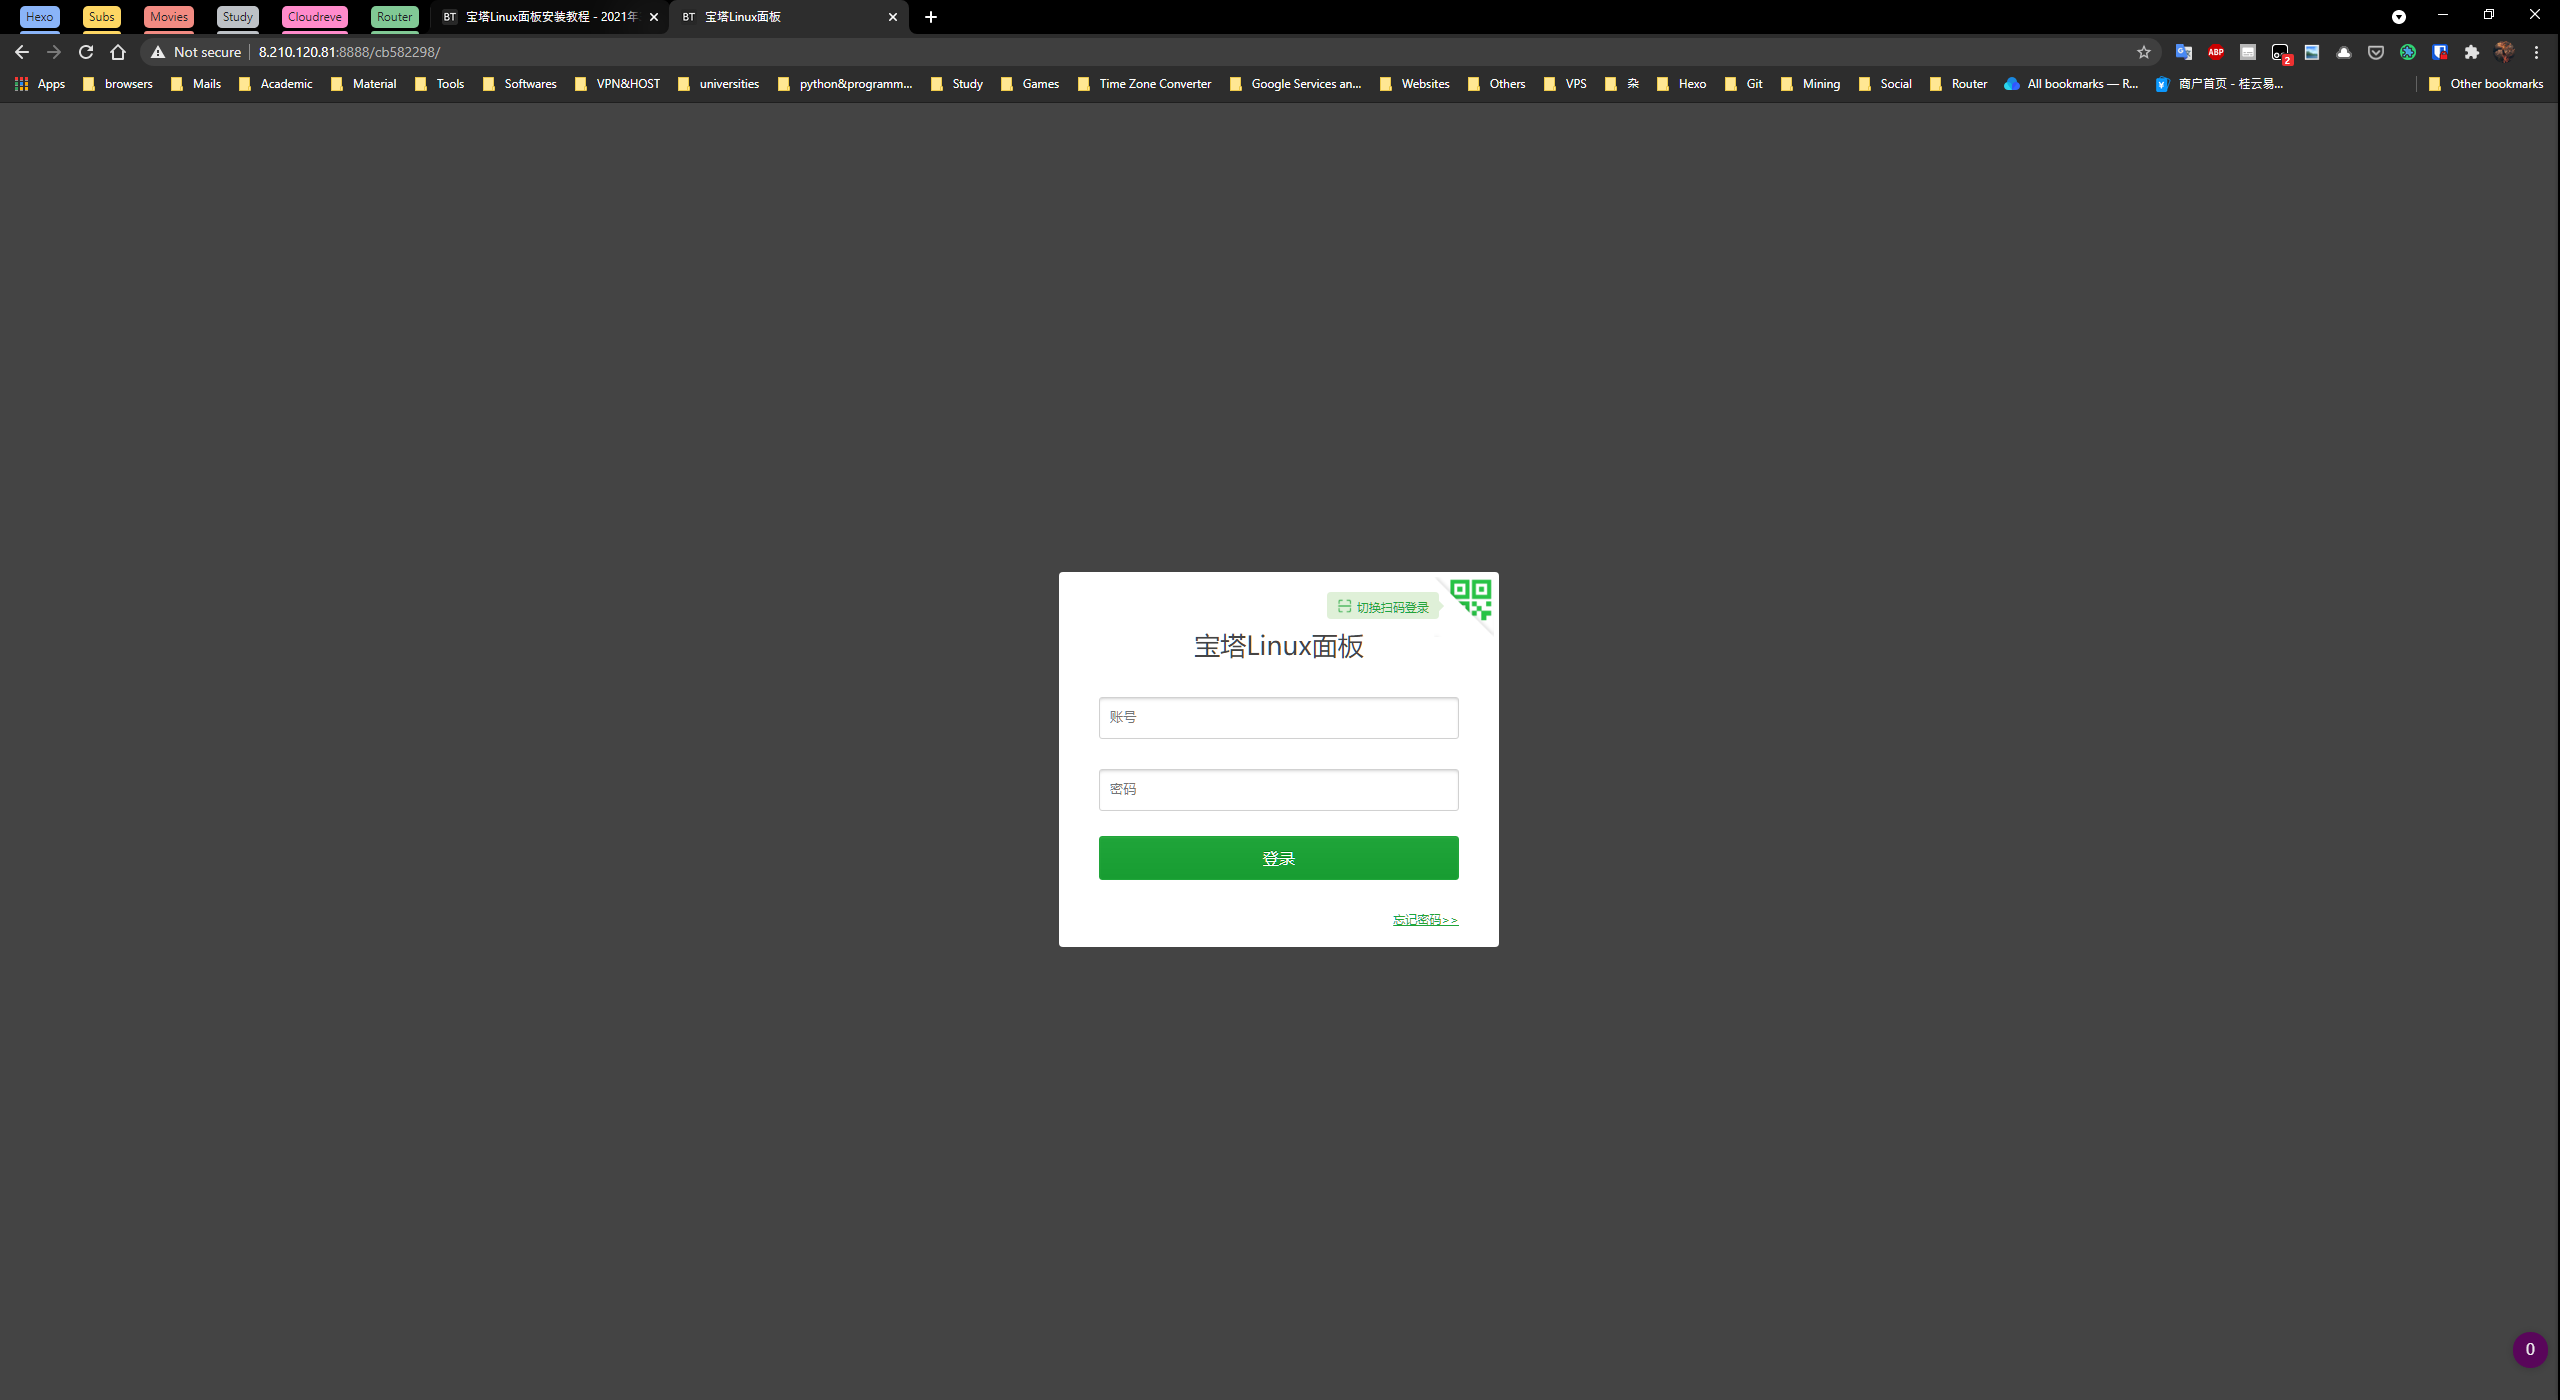 Hexo Subs Movies Study Cloudreve Router BT 宝塔Linux面板安装教程 - 2021年 BT 宝塔Linux面板
Not secure 8.210.120.81:8888/cb582298/ ABP 2
Apps browsers Mails Academic Material Tools Softwares VPN&HOST universities python&programm... Study Games Time Zone Converter Google Services an... Websites Others VPS 杂 Hexo Git Mining Social Router All bookmarks — R... 商户首页 - 桂云易... Other bookmarks
切换扫码登录
宝塔Linux面板
账号
密码
登录
忘记密码>>
0